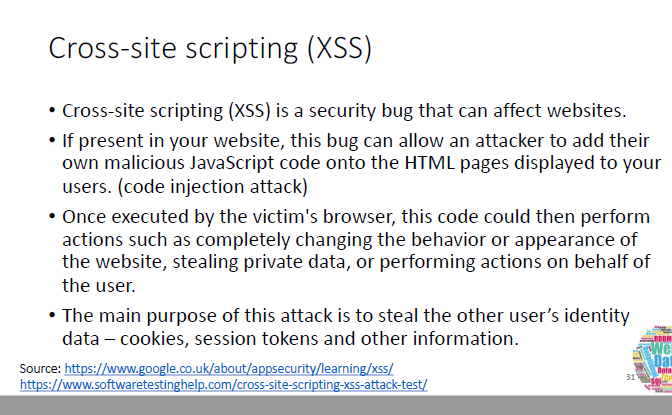 Cross-site scripting (XSS)
• Cross-site scripting (XSS) is a security bug that can affect websites.
• If present in your website, this bug can allow an attacker to add their
own malicious JavaScript code onto the HTML pages displayed to your
users. (code injection attack)
• Once executed by the victim's browser, this code could then perform
actions such as completely changing the behavior or appearance of
the website, stealing private data, or performing actions on behalf of
the user.
• The main purpose of this attack is to steal the other user’s identity
data – cookies, session tokens and other information.
Source: https://www.google.co.uk/about/appsecurity/learning/xss/
https://www.softwaretestinghelp.com/cross-site-scripting-xss-attack-test/
31